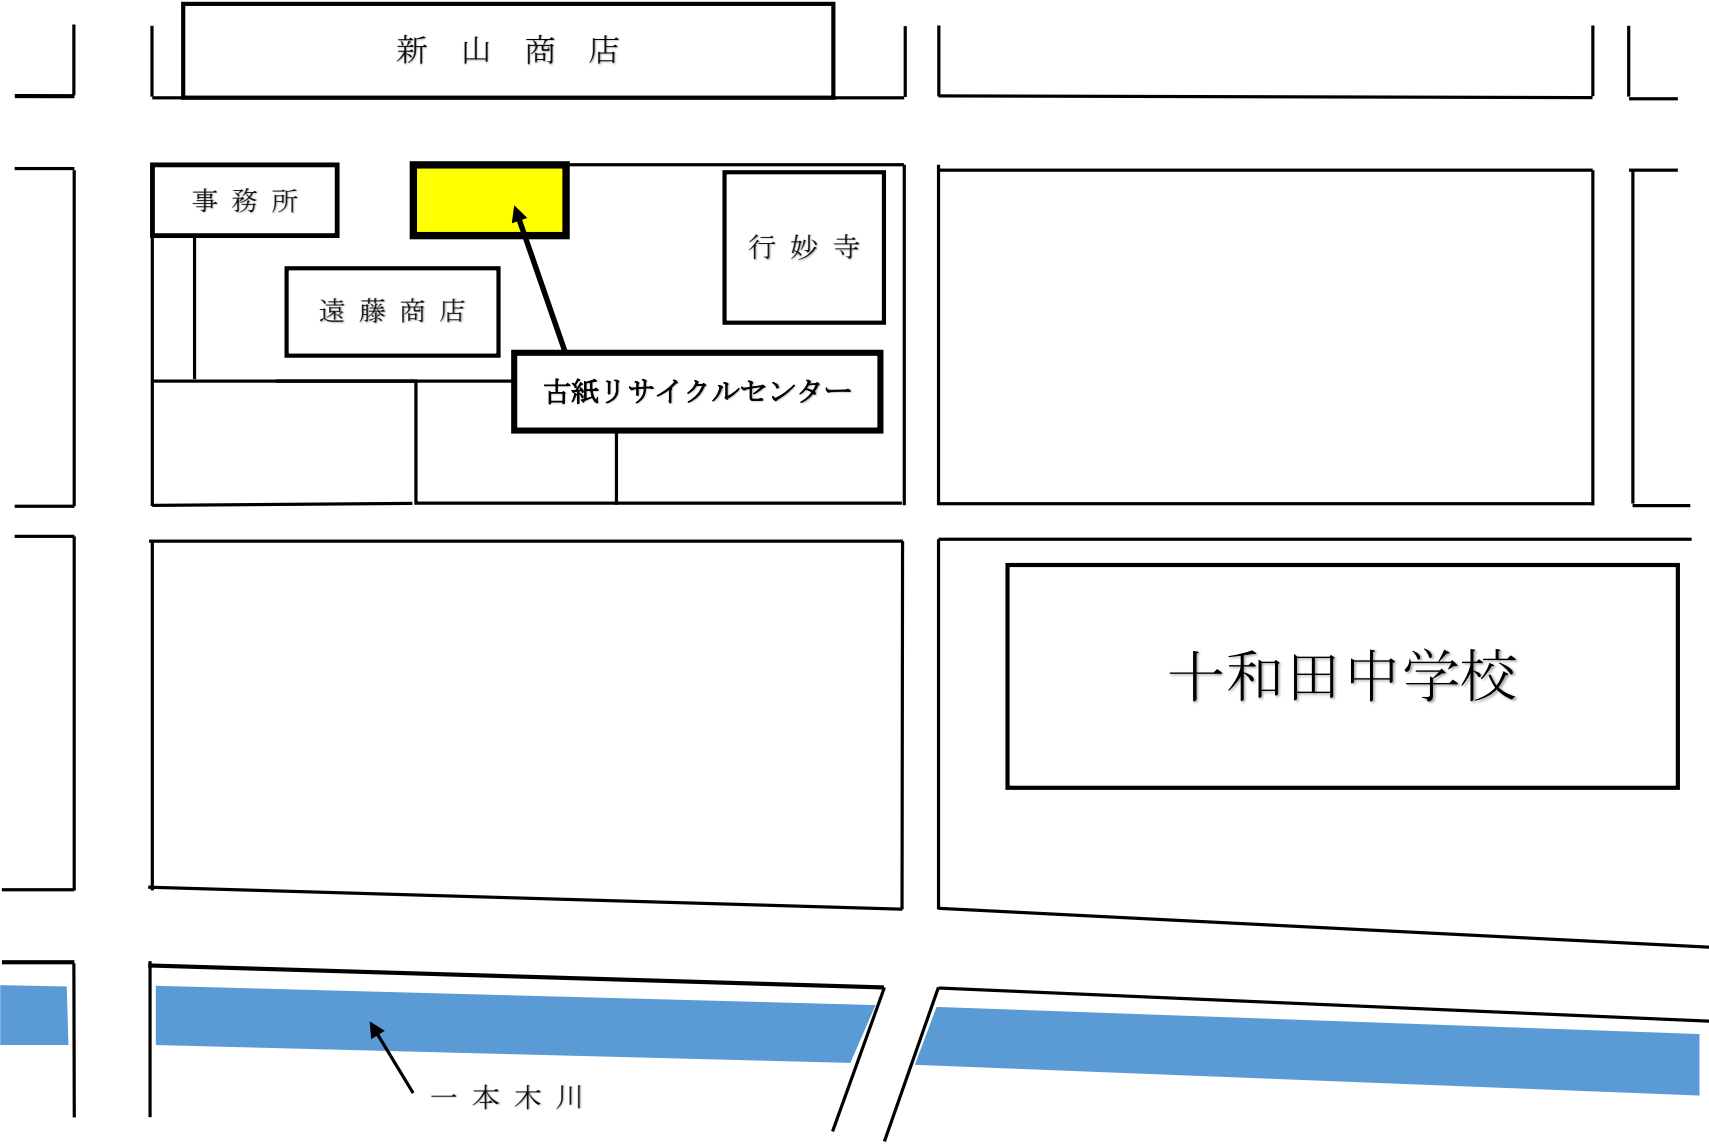 新山商店
事務所
行妙寺
遠藤商店
古紙リサイクルセンター
十和田中学校
一本木川